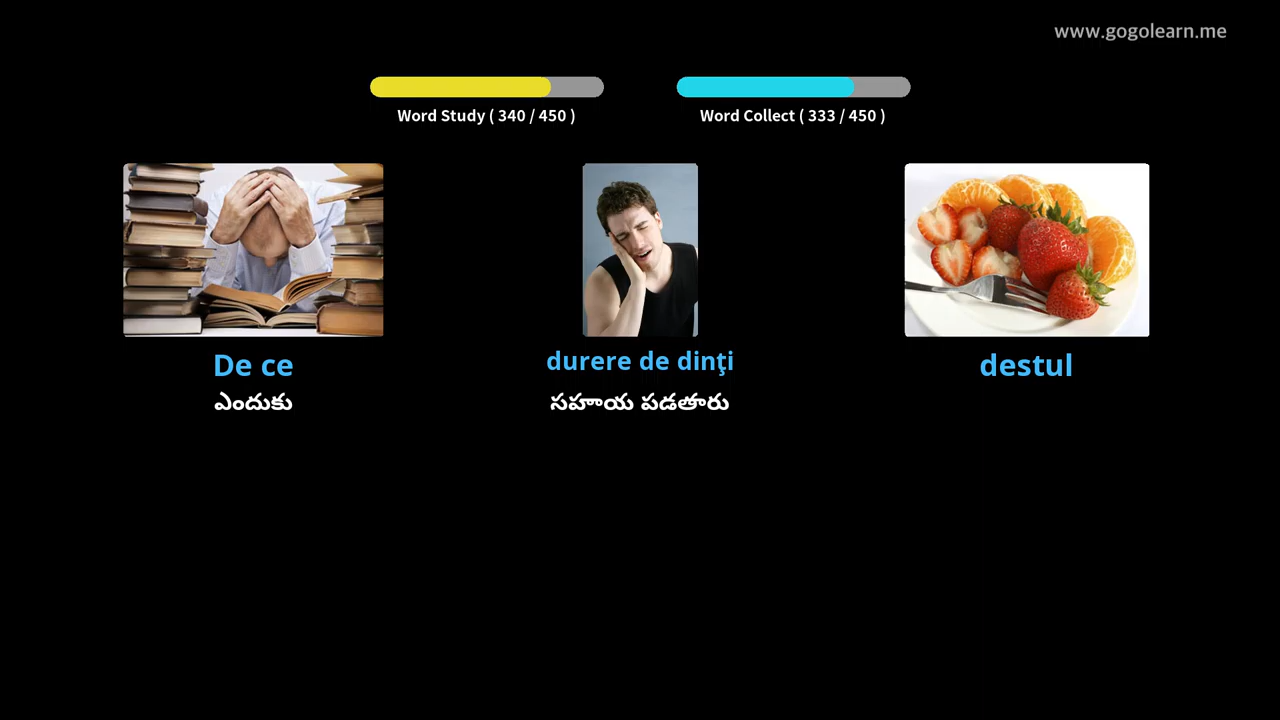 www.gogolearn.me
Word Study ( 340 / 450 )
Word Collect ( 333 / 450 )
De ce
ఎందుకు
durere de dinţi
సహాయ పడతారు
destul